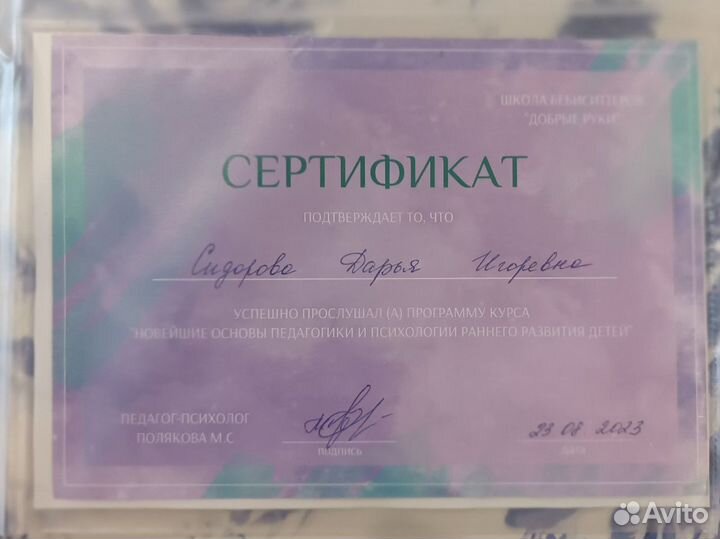 ШКОЛА БЕБИСИТТЕРОВ
"ДОБРЫЕ РУКИ"
СЕРТИФИКАТ
ПОДТВЕРЖДАЕТ ТО, ЧТО
Сидорова Дарья Игоревна
УСПЕШНО ПРОСЛУШАЛ (А) ПРОГРАММУ КУРСА
"НОВЕЙШИЕ ОСНОВЫ ПЕДАГОГИКИ И ПСИХОЛОГИИ РАННЕГО РАЗВИТИЯ ДЕТЕЙ"
ПЕДАГОГ-ПСИХОЛОГ
ПОЛЯКОВА М.С
23.08.2023
ПОДПИСЬ
ДАТА
Avito